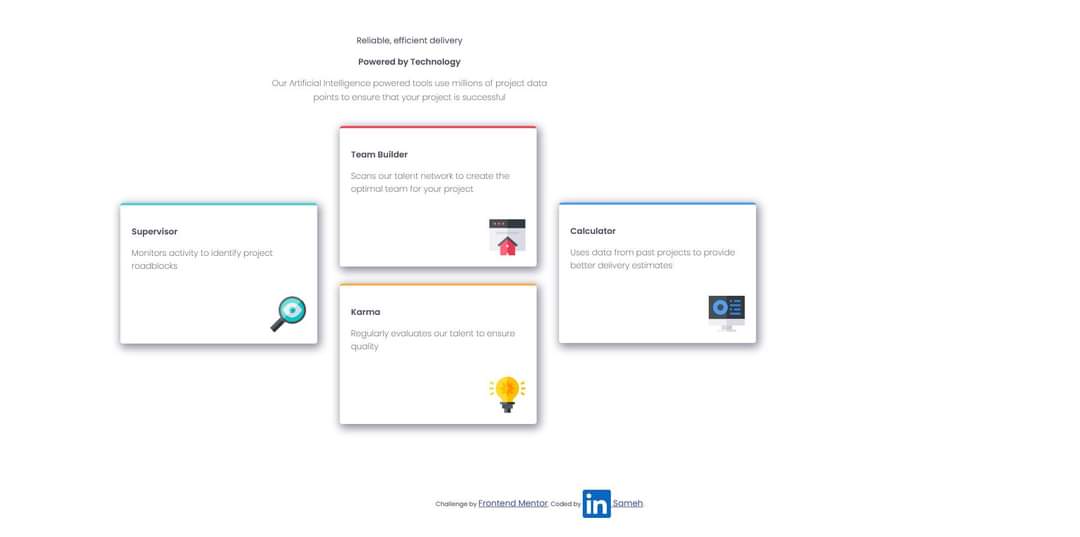 Reliable, efficient delivery
Powered by Technology
Our Artificial Intelligence powered tools use millions of project data
points to ensure that your project is successful
Team Builder
Scans our talent network to create the
optimal team for your project
Supervisor
Monitors activity to identify project
roadblocks
Calculator
Uses data from past projects to provide
better delivery estimates
Karma
Regularly evaluates our talent to ensure
quality
Challenge by Frontend Mentor. Coded by in Sameh.